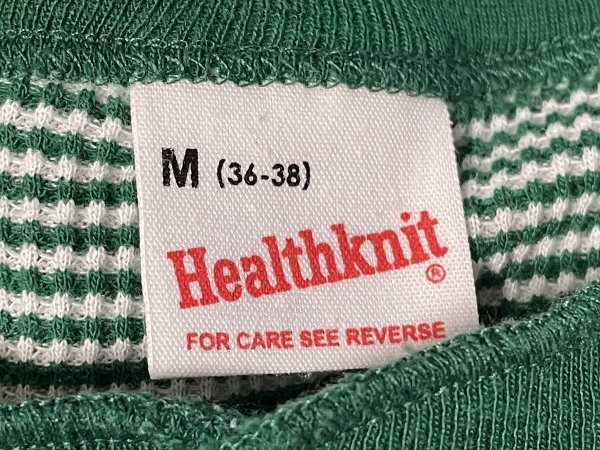 M (36-38)
Healthknit®
FOR CARE SEE REVERSE